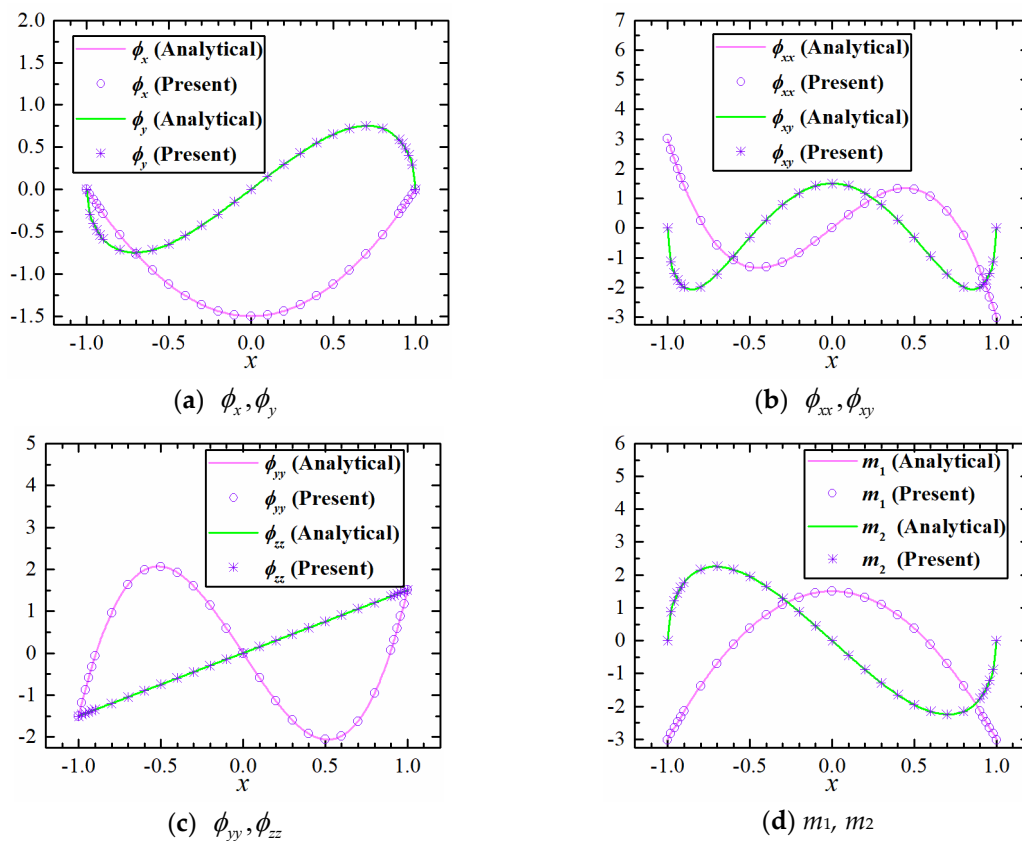 2.0
1.5
1.0
0.5
0.0
-0.5
-1.0
-1.5
ϕx (Analytical)
ϕx (Present)
ϕy (Analytical)
ϕy (Present)
-1.0 -0.5 0.0 0.5 1.0
x
(a) ϕx, ϕy
7
6
5
4
3
2
1
0
-1
-2
-3
ϕxx (Analytical)
ϕxx (Present)
ϕxy (Analytical)
ϕxy (Present)
-1.0 -0.5 0.0 0.5 1.0
x
(b) ϕxx, ϕxy
5
4
3
2
1
0
-1
-2
ϕyy (Analytical)
ϕyy (Present)
ϕzz (Analytical)
ϕzz (Present)
-1.0 -0.5 0.0 0.5 1.0
x
(c) ϕyy, ϕzz
6
5
4
3
2
1
0
-1
-2
-3
m1 (Analytical)
m1 (Present)
m2 (Analytical)
m2 (Present)
-1.0 -0.5 0.0 0.5 1.0
x
(d) m1, m2